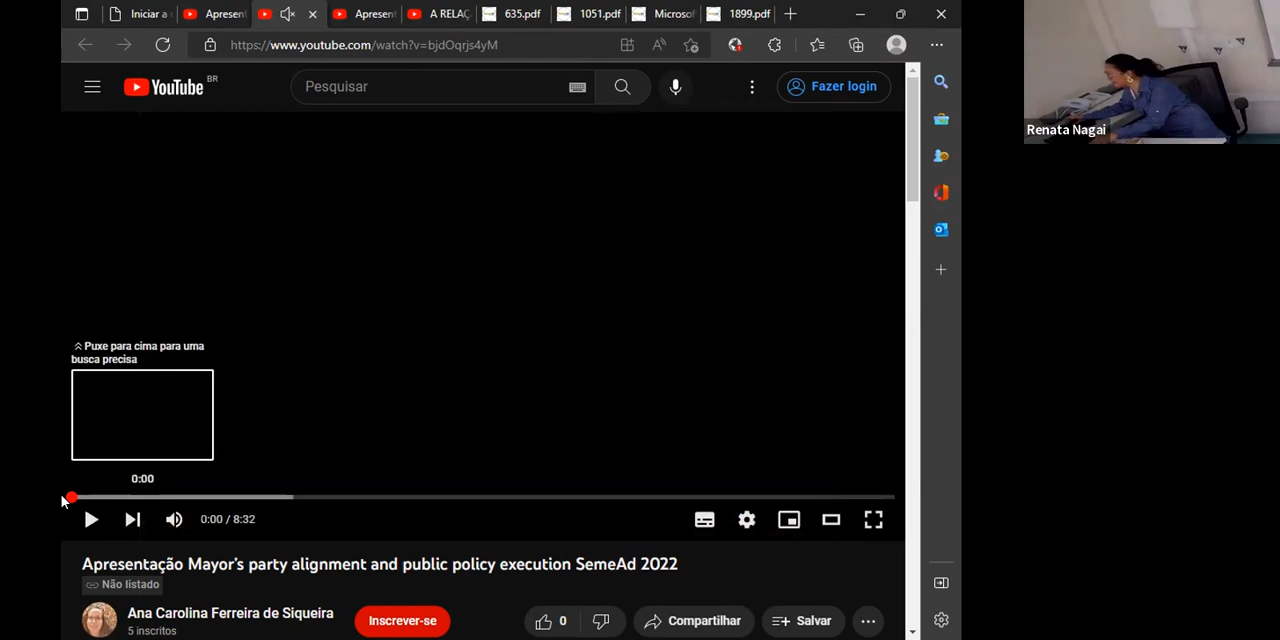 Iniciar a
Apresen
Apresent
A RELAÇ
635.pdf
1051.pdf
Microsof
1899.pdf
https://www.youtube.com/watch?v=bjdOqrjs4yM
YouTube BR
Pesquisar
Fazer login
Renata Nagai
Puxe para cima para uma
busca precisa
0:00
0:00 / 8:32
Apresentação Mayor's party alignment and public policy execution SemeAd 2022
Não listado
Ana Carolina Ferreira de Siqueira
5 inscritos
Inscrever-se
0
Compartilhar
Salvar